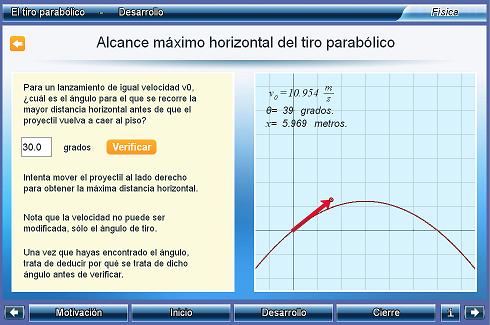 El tiro parabólico - Desarrollo
Física
Alcance máximo horizontal del tiro parabólico
Para un lanzamiento de igual velocidad v0,
¿cuál es el ángulo para el que se recorre la
mayor distancia horizontal antes de de que el
proyectil vuelva a caer al piso?
30.0 grados Verificar
Intenta mover el proyectil al lado derecho
para obtener la máxima distancia horizontal.
Nota que la velocidad no puede ser
modificada, sólo el ángulo de tiro.
Una vez que hayas encontrado el ángulo,
trata de deducir por qué se trata de dicho
ángulo antes de verificar.
v₀ = 10.954 m/s
θ= 39 grados.
x= 5.969 metros.
Motivación Inicio Desarrollo Cierre i